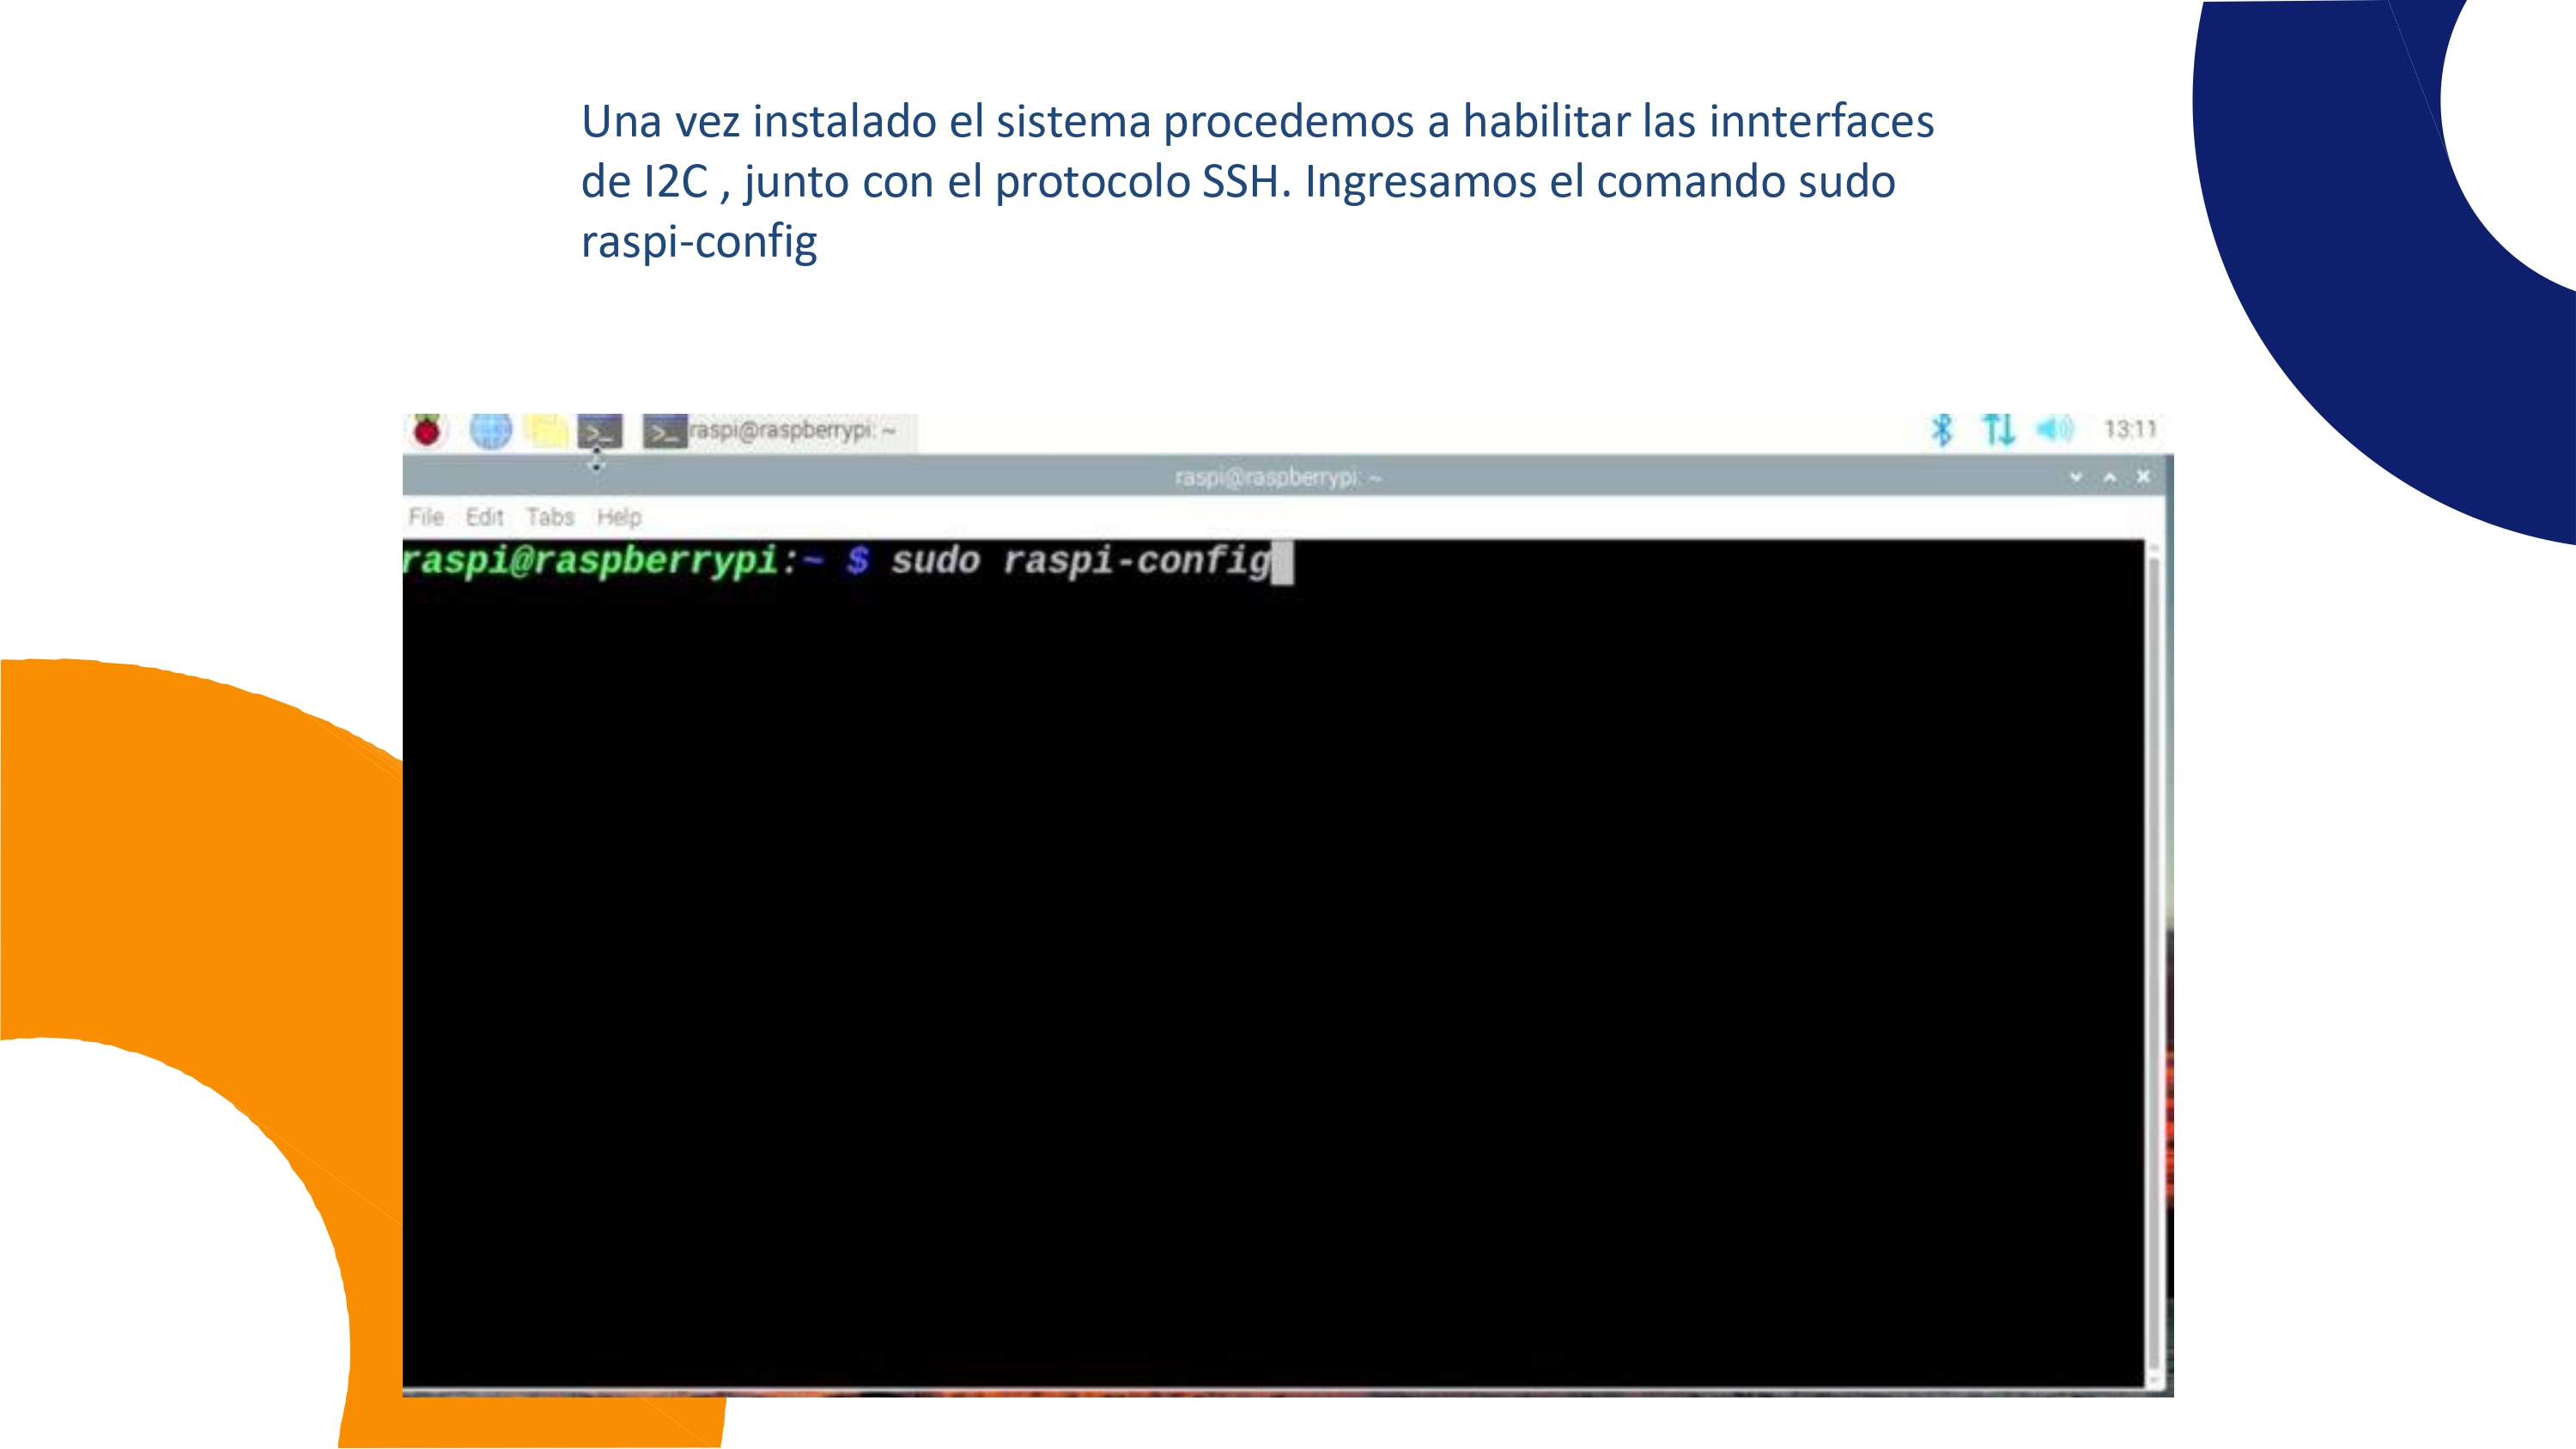 Una vez instalado el sistema procedemos a habilitar las innterfaces
de I2C , junto con el protocolo SSH. Ingresamos el comando sudo
raspi-config
>_ >_ raspi@raspberrypi: ~ 13:11
raspi@raspberrypi: ~
File Edit Tabs Help
raspi@raspberrypi:~ $ sudo raspi-config